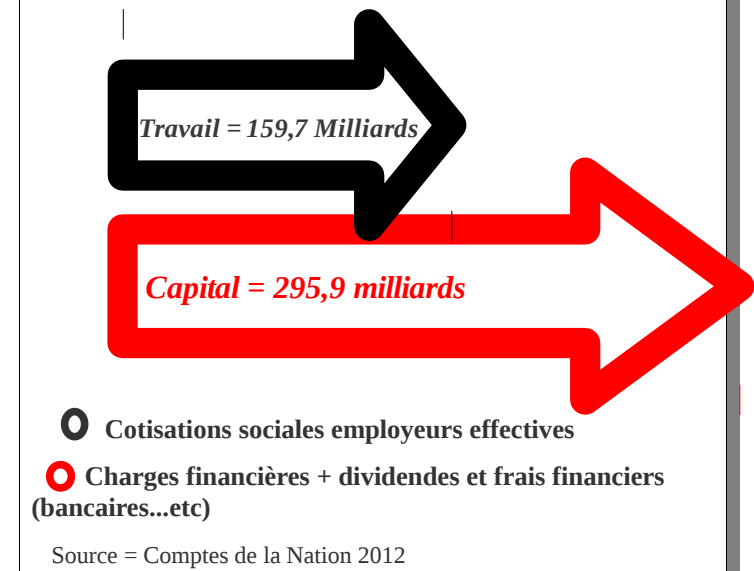 Travail = 159,7 Milliards
Capital = 295,9 milliards
Cotisations sociales employeurs effectives
Charges financières + dividendes et frais financiers
(bancaires...etc)
Source = Comptes de la Nation 2012